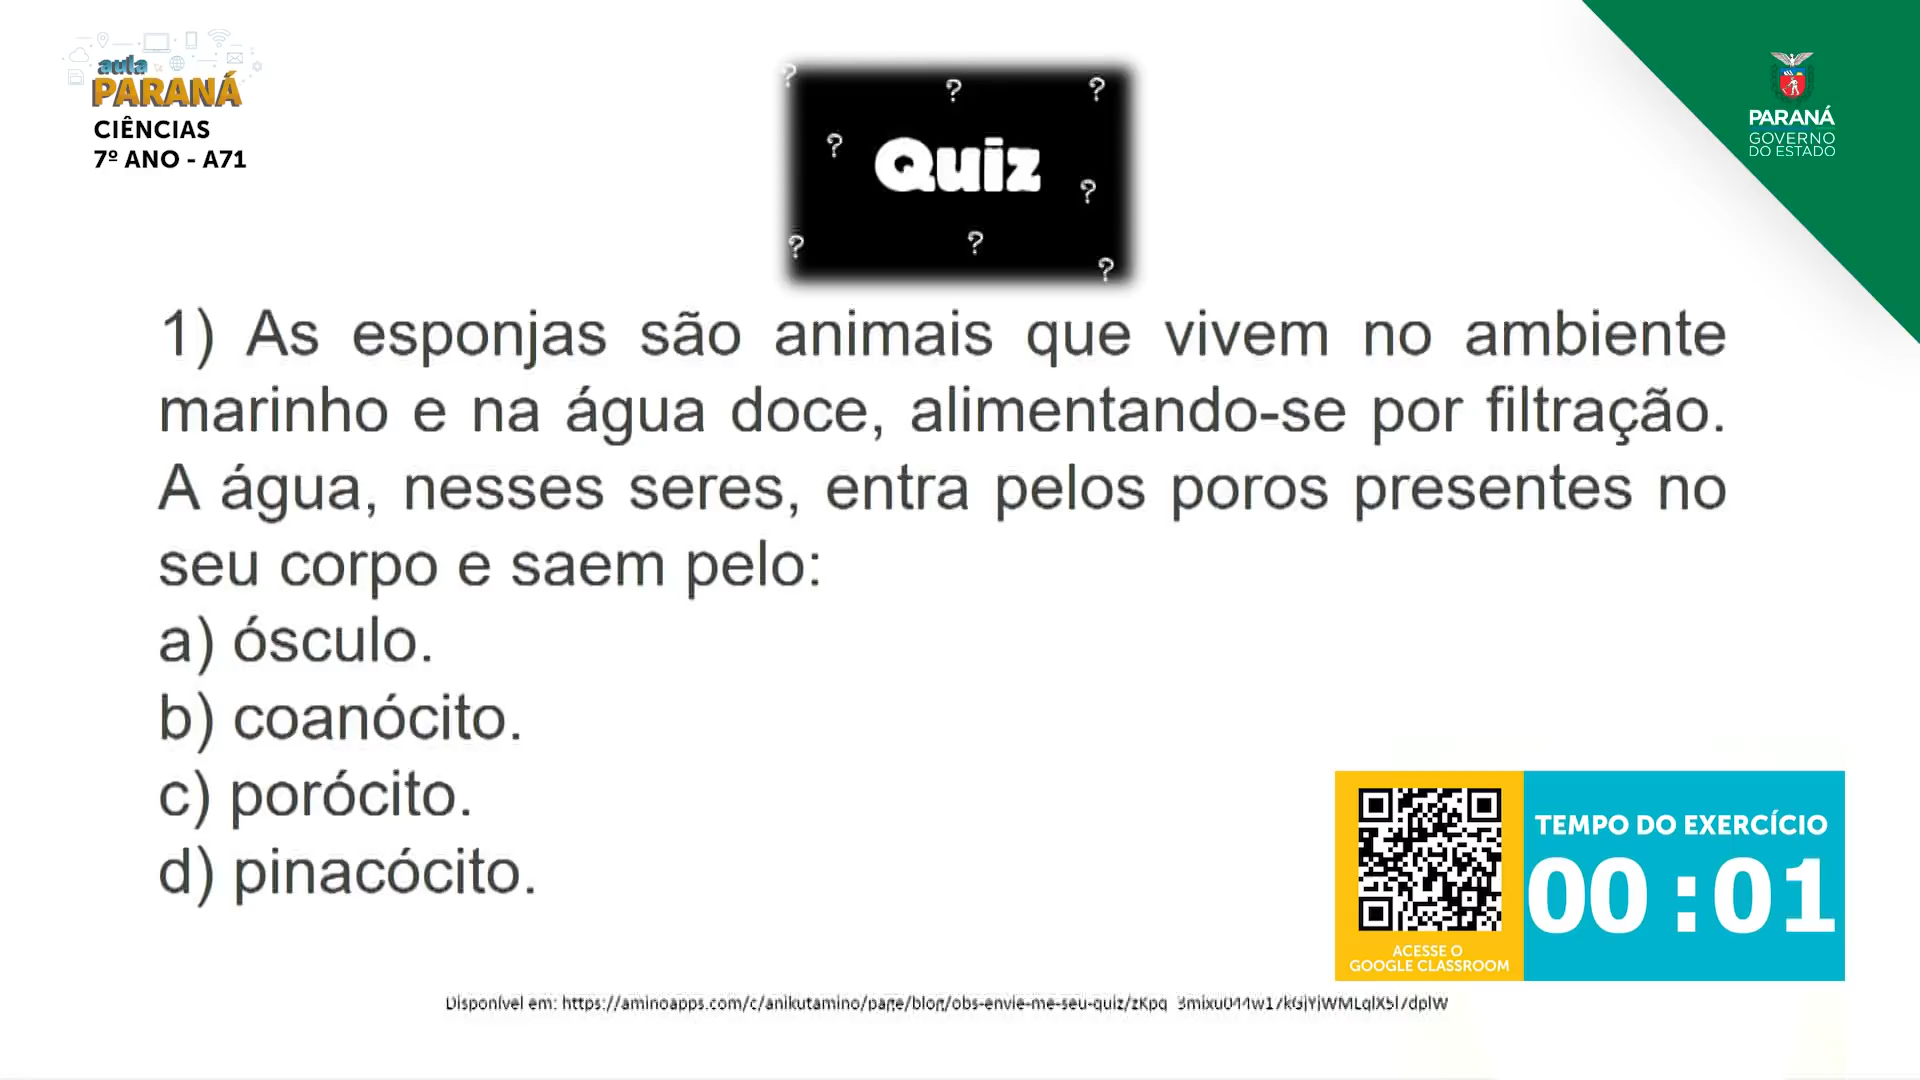 aula
PARANÁ
CIÊNCIAS
7º ANO - A71
Quiz
PARANÁ
GOVERNO
DO ESTADO
1) As esponjas são animais que vivem no ambiente
marinho e na água doce, alimentando-se por filtração.
A água, nesses seres, entra pelos poros presentes no
seu corpo e saem pelo:
a) ósculo.
b) coanócito.
c) porócito.
d) pinacócito.
TEMPO DO EXERCÍCIO
00:01
ACESSE O
GOOGLE CLASSROOM
Disponível em: